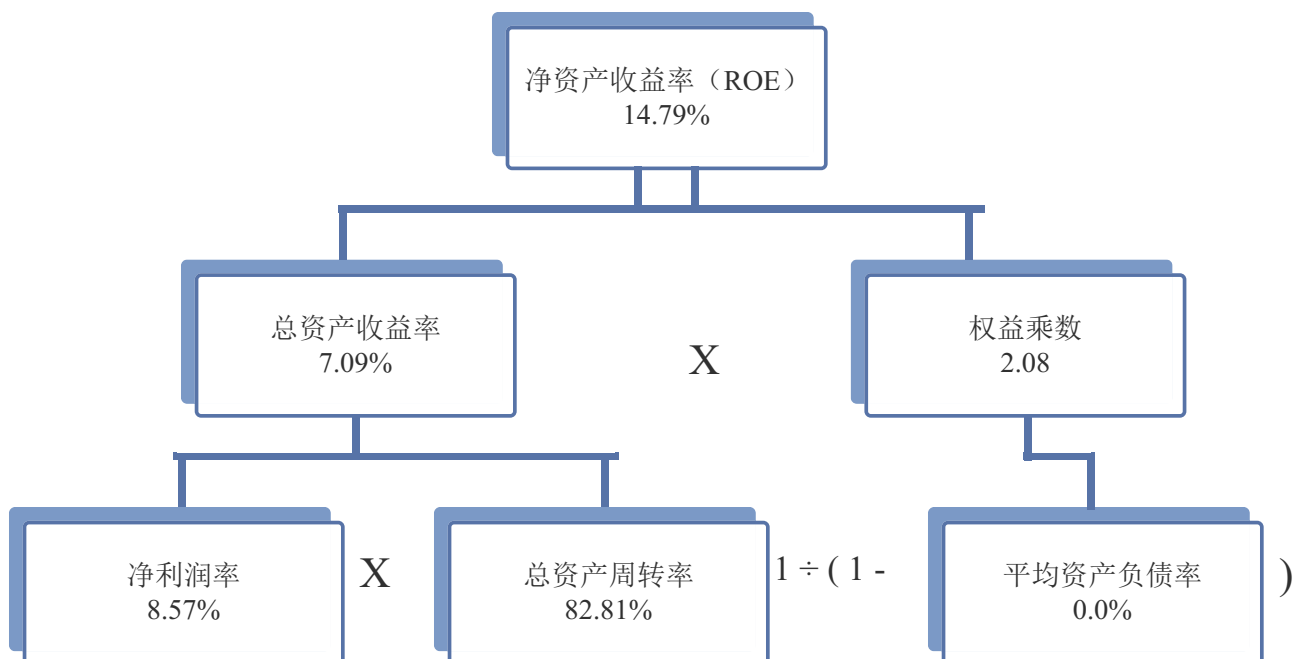 净资产收益率（ROE）
14.79%
总资产收益率
7.09%
X
权益乘数
2.08
净利润率
8.57%
X
总资产周转率
82.81%
1 ÷ ( 1 -
平均资产负债率
0.0%
)